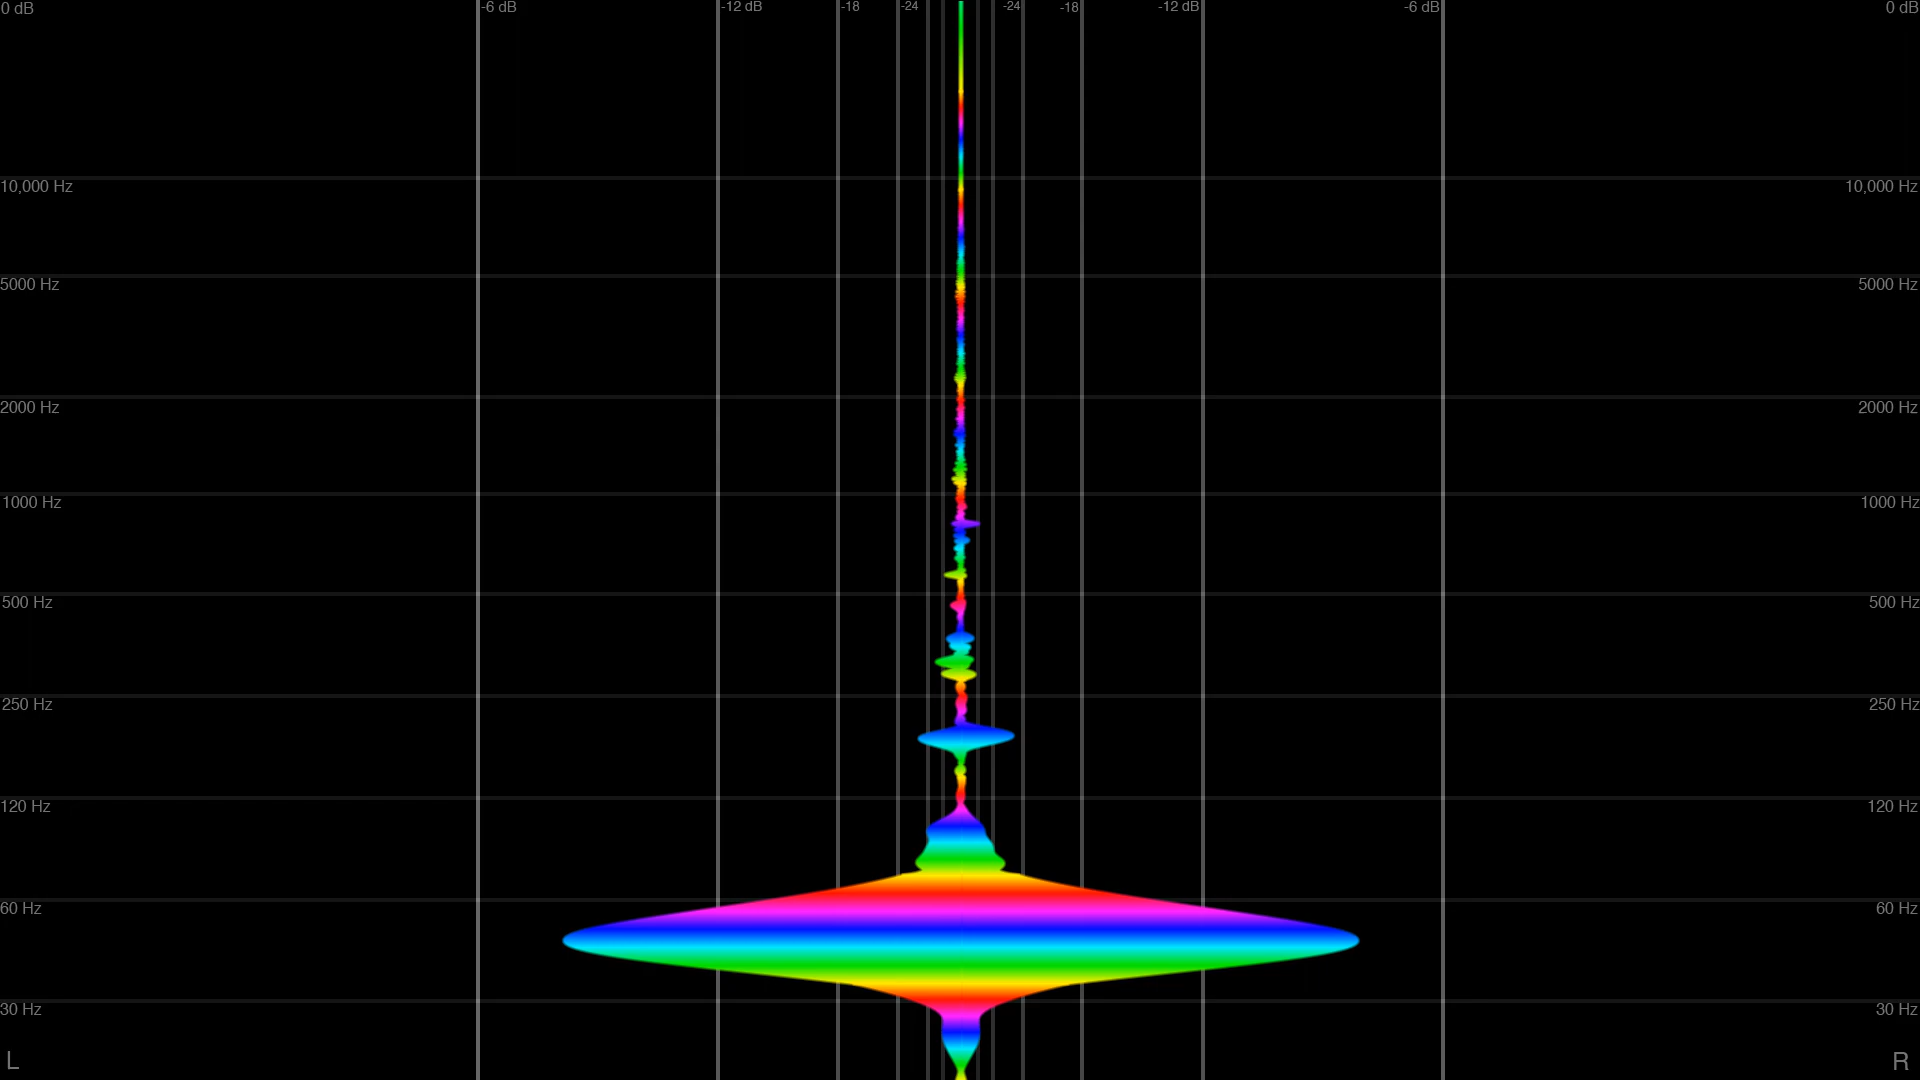 0 dB -6 dB -12 dB -18 -24 -24 -18 -12 dB -6 dB 0 dB
10,000 Hz 10,000 Hz
5000 Hz 5000 Hz
2000 Hz 2000 Hz
1000 Hz 1000 Hz
500 Hz 500 Hz
250 Hz 250 Hz
120 Hz 120 Hz
60 Hz 60 Hz
30 Hz 30 Hz
L R